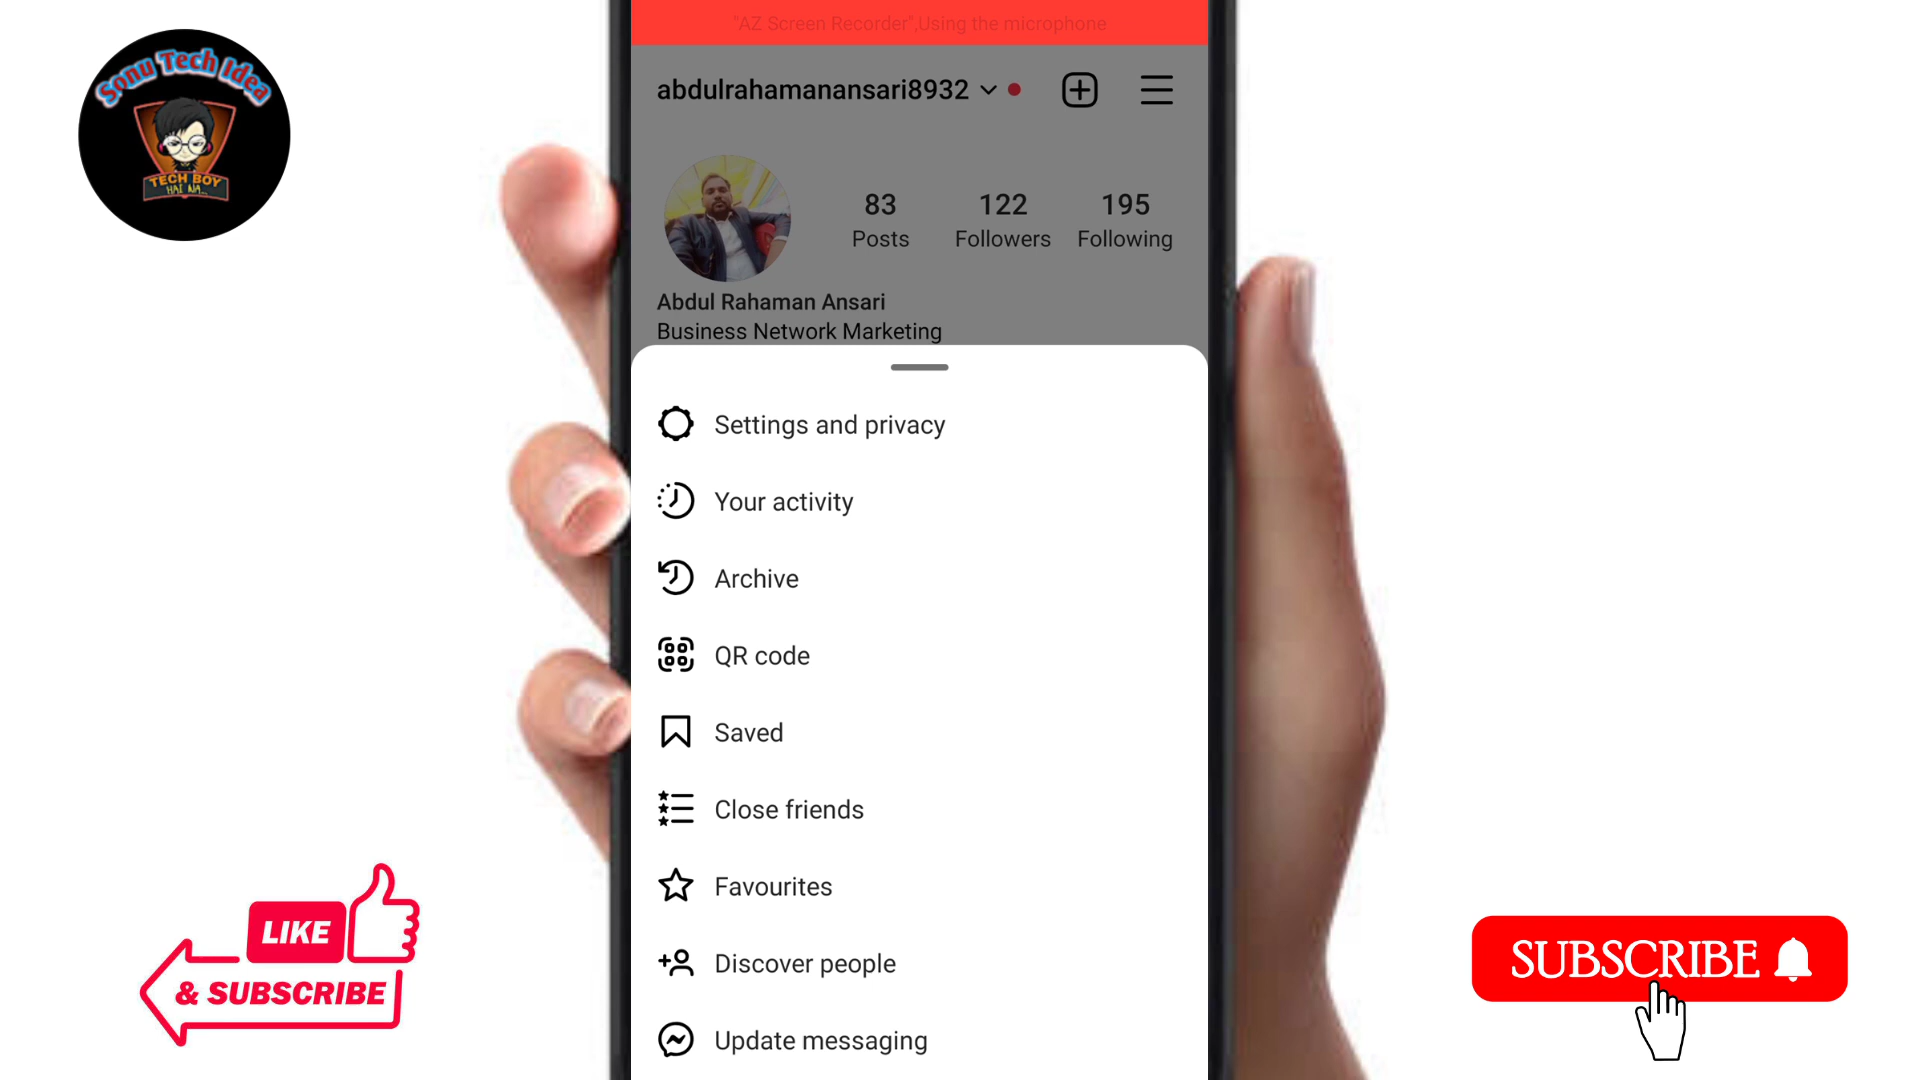 Sonu Tech Idea
TECH BOY
HAI NA...
"AZ Screen Recorder",Using the microphone
abdulrahamanansari8932
83
Posts
122
Followers
195
Following
Abdul Rahaman Ansari
Business Network Marketing
Settings and privacy
Your activity
Archive
QR code
Saved
Close friends
Favourites
Discover people
Update messaging
LIKE
& SUBSCRIBE
SUBSCRIBE